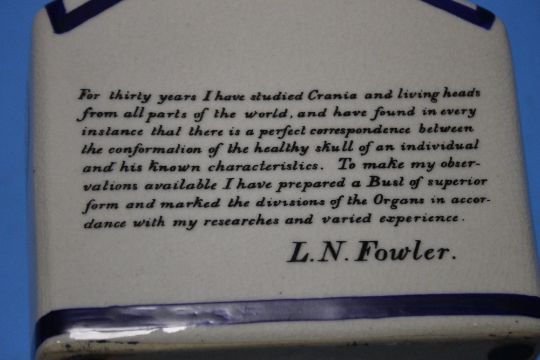 For thirty years I have studied Crania and living heads
from all parts of the world, and have found in every
instance that there is a perfect correspondence between
the conformation of the healthy skull of an individual
and his known characteristics. To make my obser-
vations available I have prepared a Bust of superior
form and marked the divisions of the Organs in accor-
dance with my researches and varied experience.
L.N. Fowler.